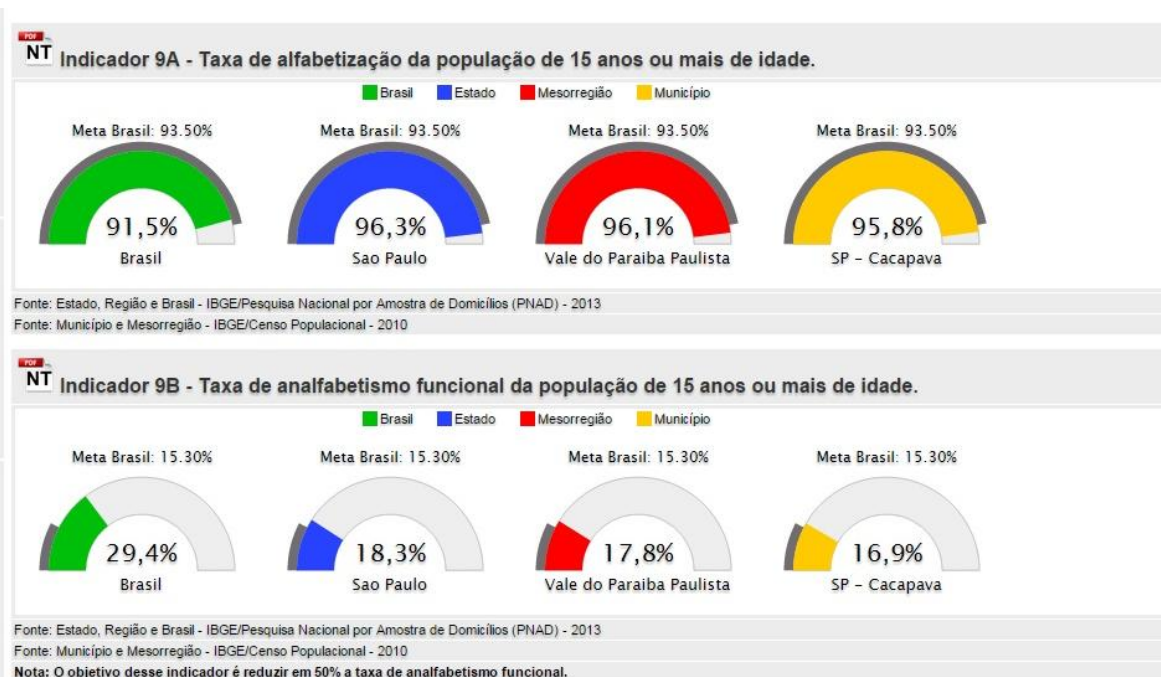 PDF
NT Indicador 9A - Taxa de alfabetização da população de 15 anos ou mais de idade.
Brasil Estado Mesorregião Município
Meta Brasil: 93.50% Meta Brasil: 93.50% Meta Brasil: 93.50% Meta Brasil: 93.50%
91,5% 96,3% 96,1% 95,8%
Brasil Sao Paulo Vale do Paraiba Paulista SP - Cacapava
Fonte: Estado, Região e Brasil - IBGE/Pesquisa Nacional por Amostra de Domicílios (PNAD) - 2013
Fonte: Município e Mesorregião - IBGE/Censo Populacional - 2010
PDF
NT Indicador 9B - Taxa de analfabetismo funcional da população de 15 anos ou mais de idade.
Brasil Estado Mesorregião Município
Meta Brasil: 15.30% Meta Brasil: 15.30% Meta Brasil: 15.30% Meta Brasil: 15.30%
29,4% 18,3% 17,8% 16,9%
Brasil Sao Paulo Vale do Paraiba Paulista SP - Cacapava
Fonte: Estado, Região e Brasil - IBGE/Pesquisa Nacional por Amostra de Domicílios (PNAD) - 2013
Fonte: Município e Mesorregião - IBGE/Censo Populacional - 2010
Nota: O objetivo desse indicador é reduzir em 50% a taxa de analfabetismo funcional.